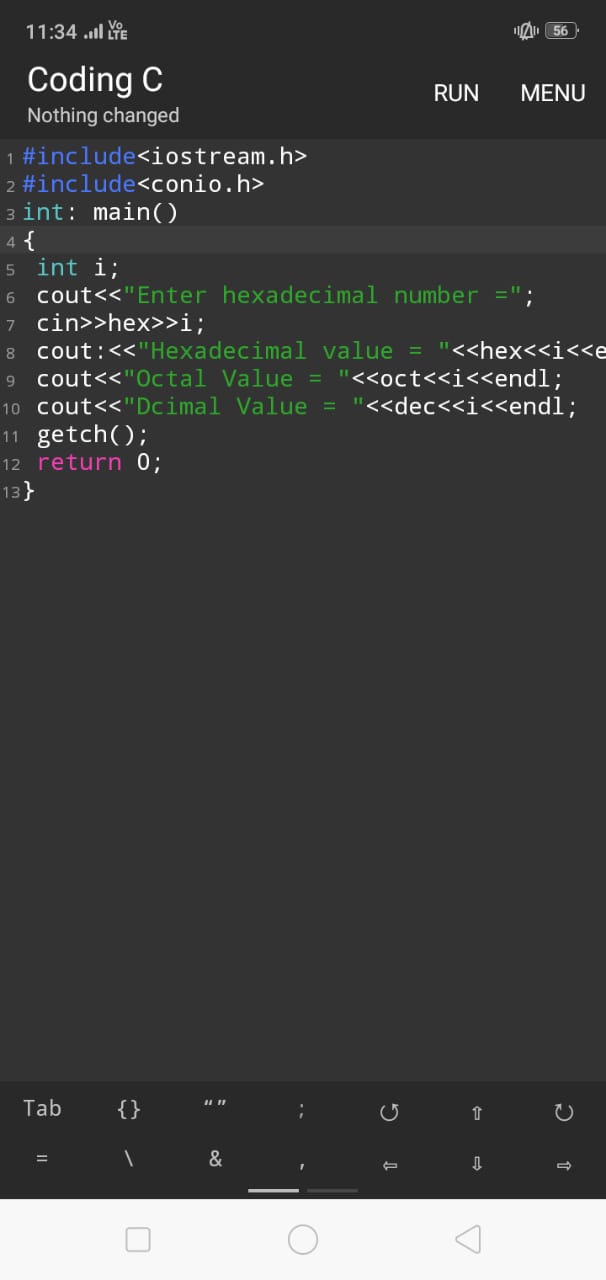 11:34 Vo LTE 56
Coding C
Nothing changed
RUN MENU
1 #include<iostream.h>
2 #include<conio.h>
3 int: main()
4 {
5 int i;
6 cout<<"Enter hexadecimal number =";
7 cin>>hex>>i;
8 cout:<<"Hexadecimal value = "<<hex<<i<<e
9 cout<<"Octal Value = "<<oct<<i<<endl;
10 cout<<"Dcimal Value = "<<dec<<i<<endl;
11 getch();
12 return 0;
13 }
Tab {} “” ; ↺ ⇧ ↻
= \ & , ⇦ ⇩ ⇨